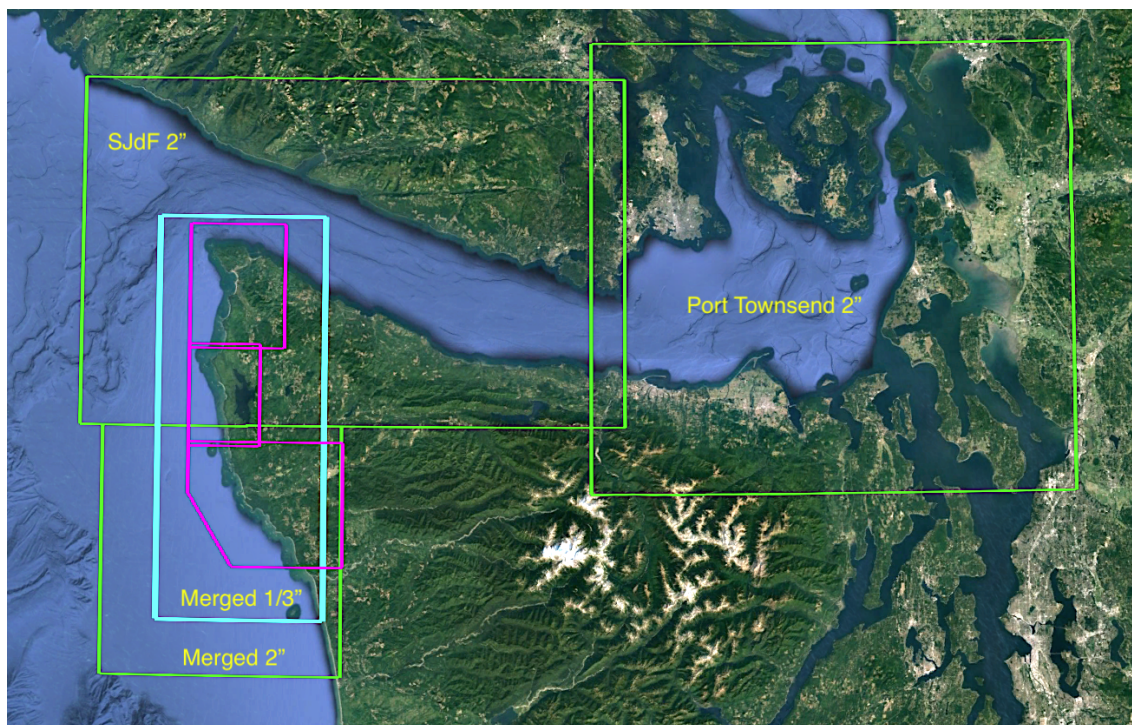 SJdF 2”
Port Townsend 2”
Merged 1/3”
Merged 2”